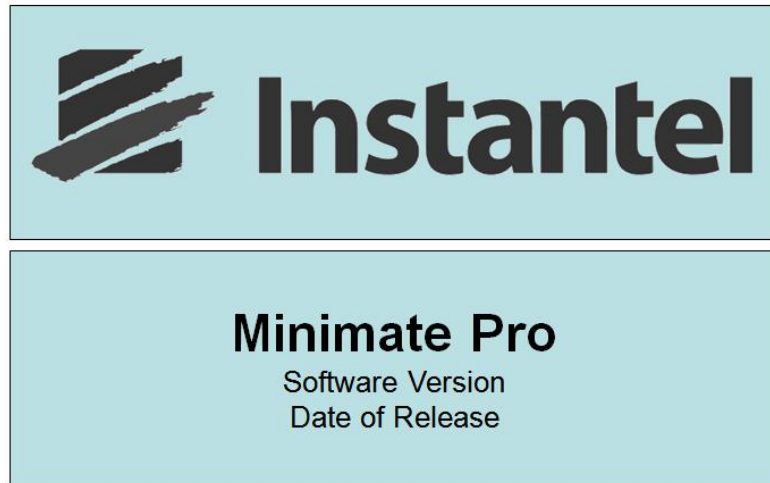 Instantel
Minimate Pro
Software Version
Date of Release